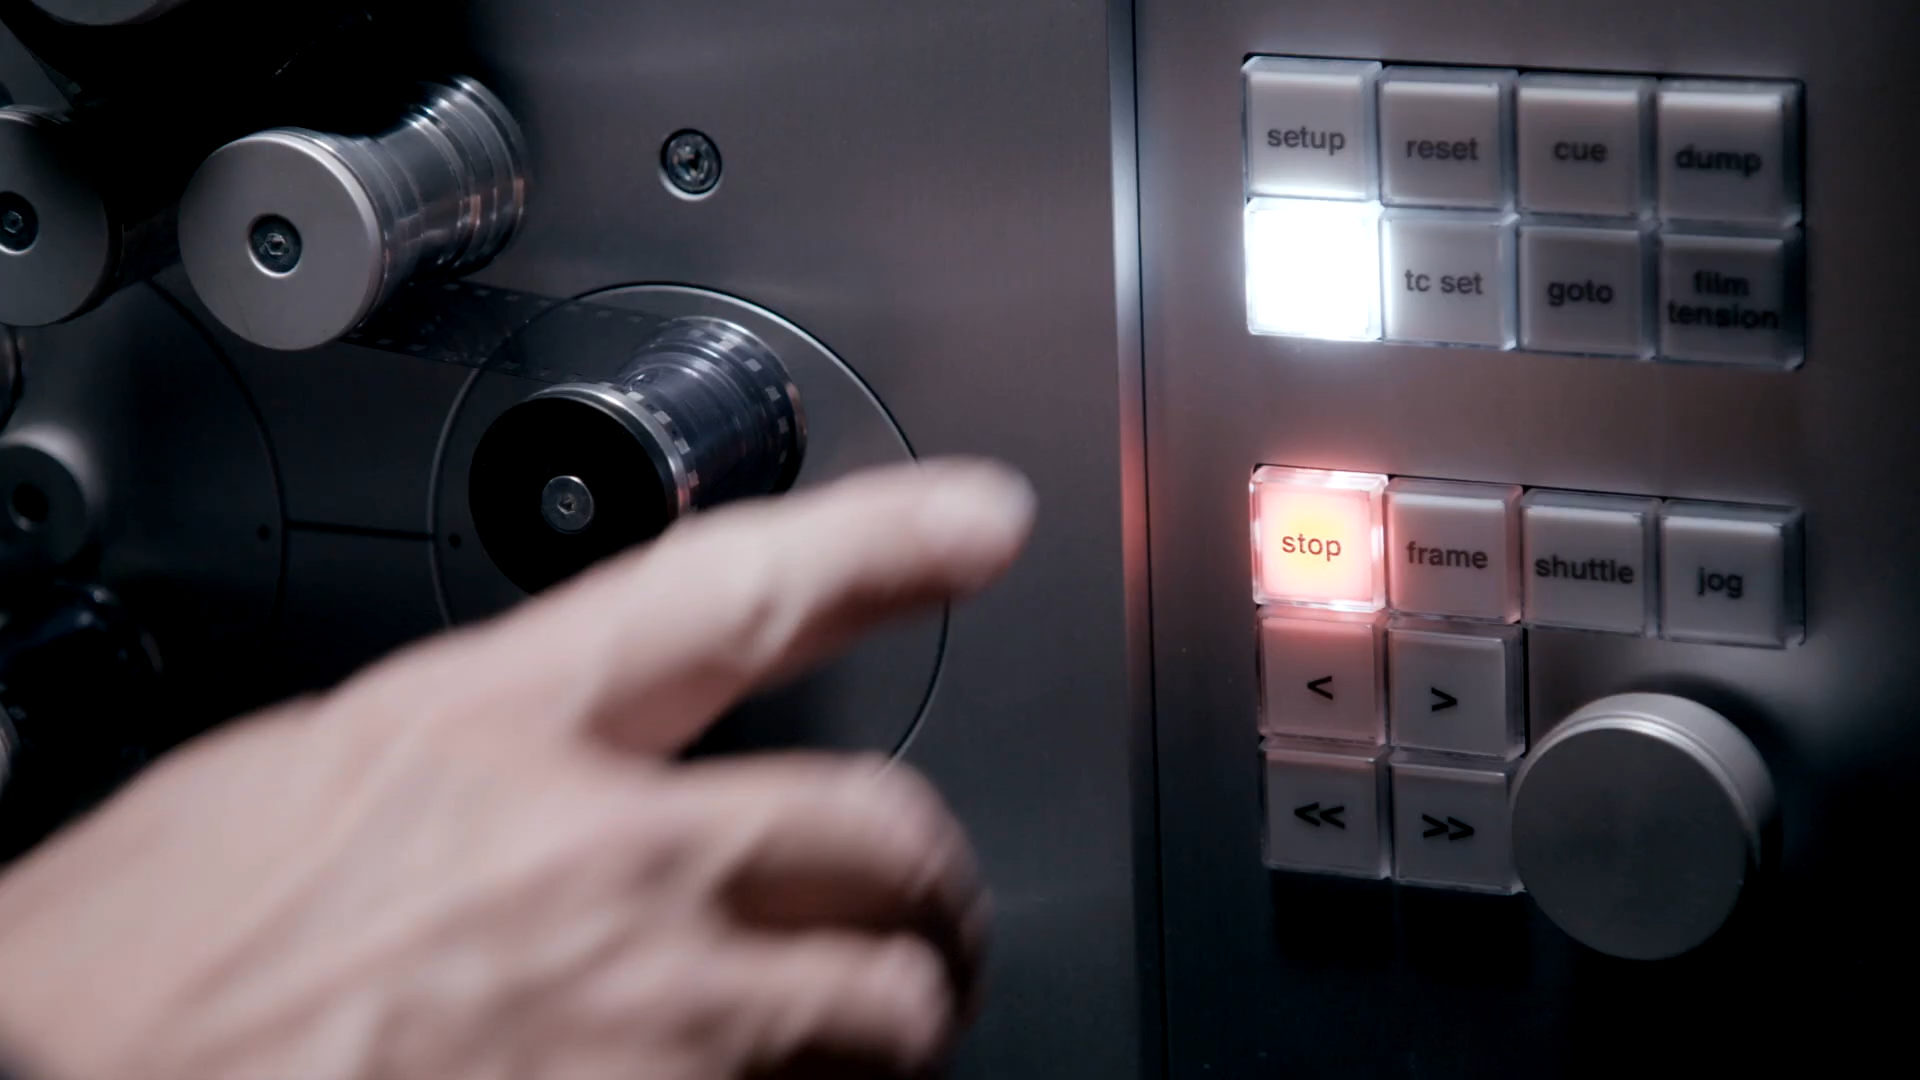 setup reset cue dump
tc set goto film
tension
stop frame shuttle jog
< >
<< >>